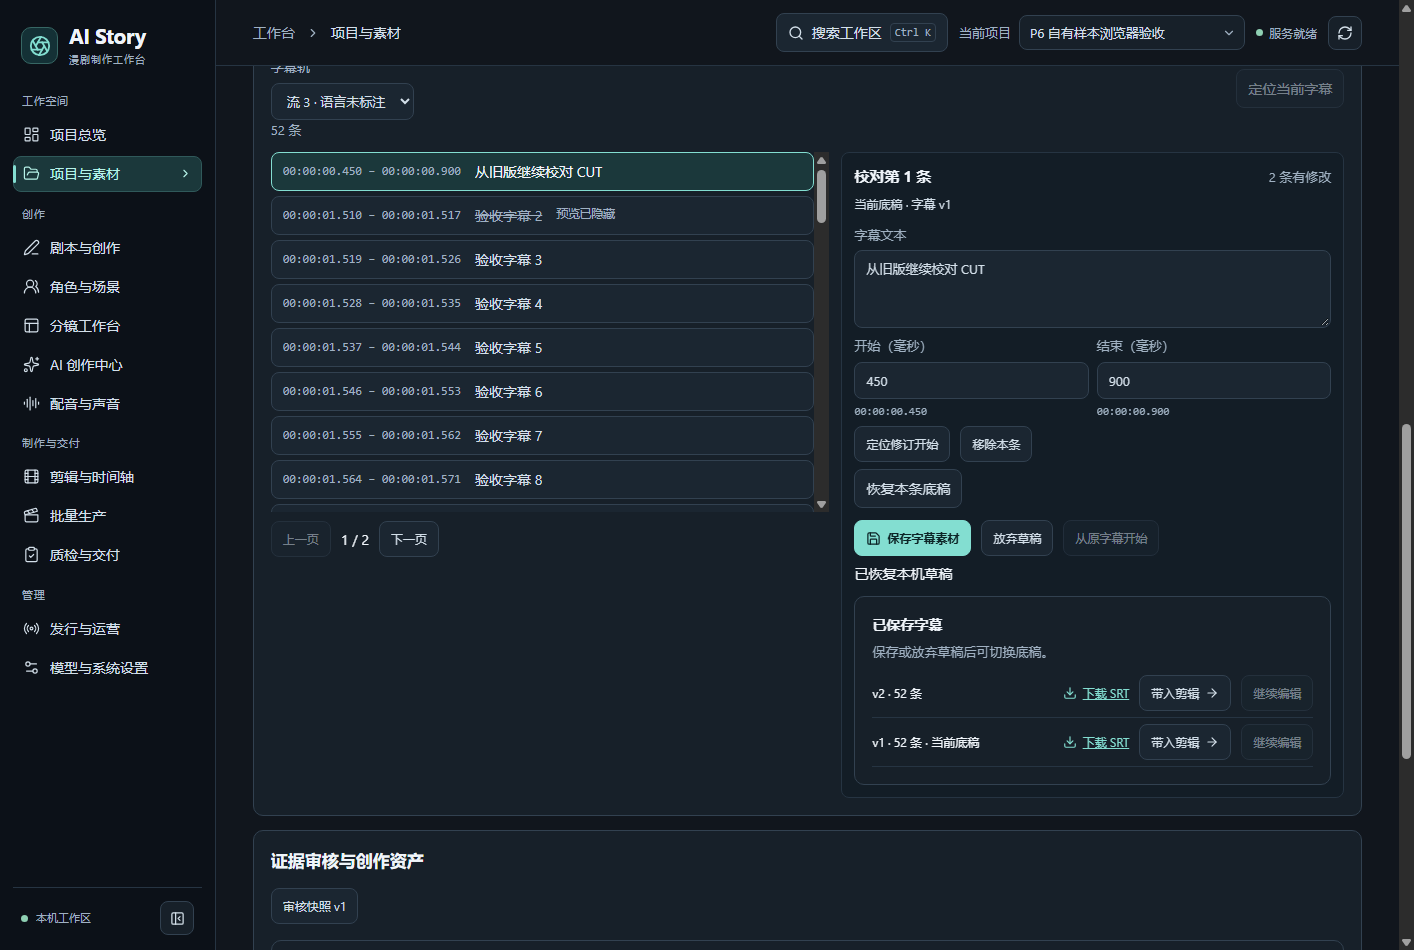 AI Story
漫剧制作工作台
工作空间
项目总览
项目与素材
创作
剧本与创作
角色与场景
分镜工作台
AI 创作中心
配音与声音
制作与交付
剪辑与时间轴
批量生产
质检与交付
管理
发行与运营
模型与系统设置
本机工作区
工作台 > 项目与素材
搜索工作区 Ctrl K
当前项目 P6 自有样本浏览器验收
服务就绪
字幕轨
流 3 · 语言未标注
定位当前字幕
52 条
00:00:00.450 – 00:00:00.900 从旧版继续校对 CUT
00:00:01.510 – 00:00:01.517 验收字幕 2 预览已隐藏
00:00:01.519 – 00:00:01.526 验收字幕 3
00:00:01.528 – 00:00:01.535 验收字幕 4
00:00:01.537 – 00:00:01.544 验收字幕 5
00:00:01.546 – 00:00:01.553 验收字幕 6
00:00:01.555 – 00:00:01.562 验收字幕 7
00:00:01.564 – 00:00:01.571 验收字幕 8
上一页 1 / 2 下一页
校对第 1 条 2 条有修改
当前底稿 · 字幕 v1
字幕文本
从旧版继续校对 CUT
开始（毫秒） 结束（毫秒）
450 900
00:00:00.450 00:00:00.900
定位修订开始 移除本条
恢复本条底稿
保存字幕素材 放弃草稿 从原字幕开始
已恢复本机草稿
已保存字幕
保存或放弃草稿后可切换底稿。
v2 · 52 条 下载 SRT 带入剪辑 → 继续编辑
v1 · 52 条 · 当前底稿 下载 SRT 带入剪辑 → 继续编辑
证据审核与创作资产
审核快照 v1